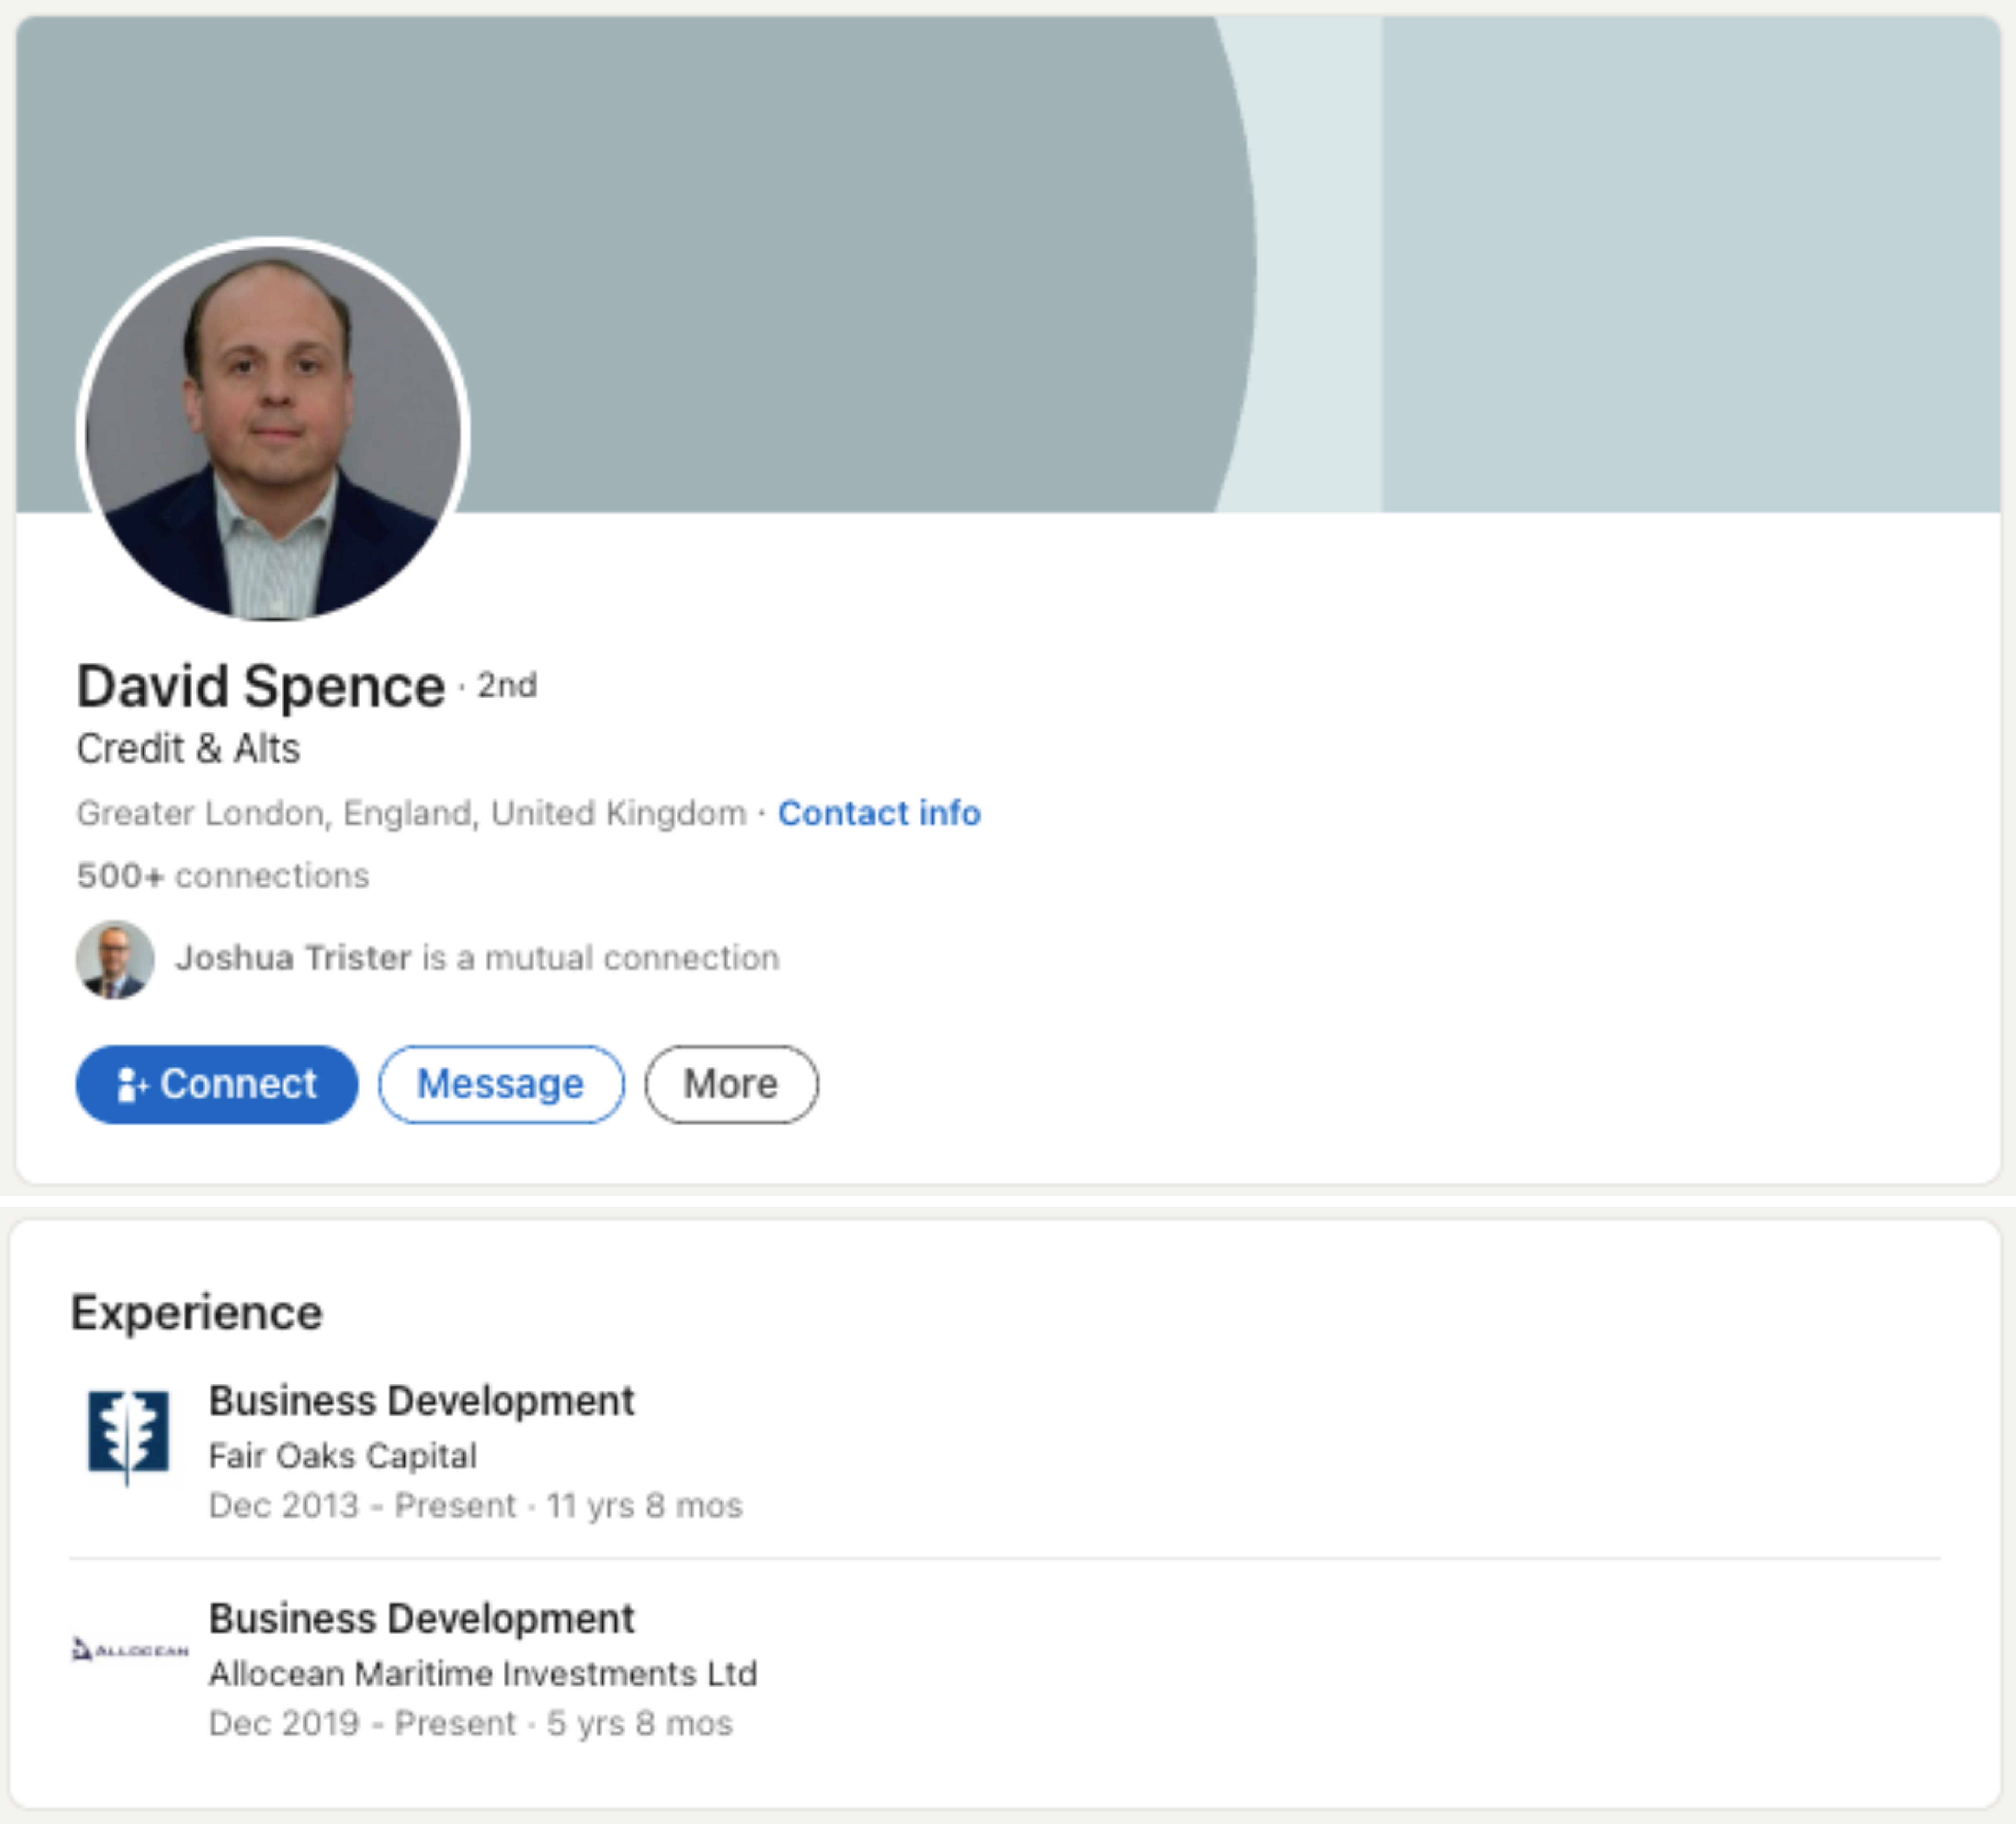 David Spence · 2nd
Credit & Alts
Greater London, England, United Kingdom · Contact info
500+ connections
Joshua Trister is a mutual connection
Connect
Message
More
Experience
Business Development
Fair Oaks Capital
Dec 2013 - Present · 11 yrs 8 mos
ALLOCEAN
Business Development
Allocean Maritime Investments Ltd
Dec 2019 - Present · 5 yrs 8 mos